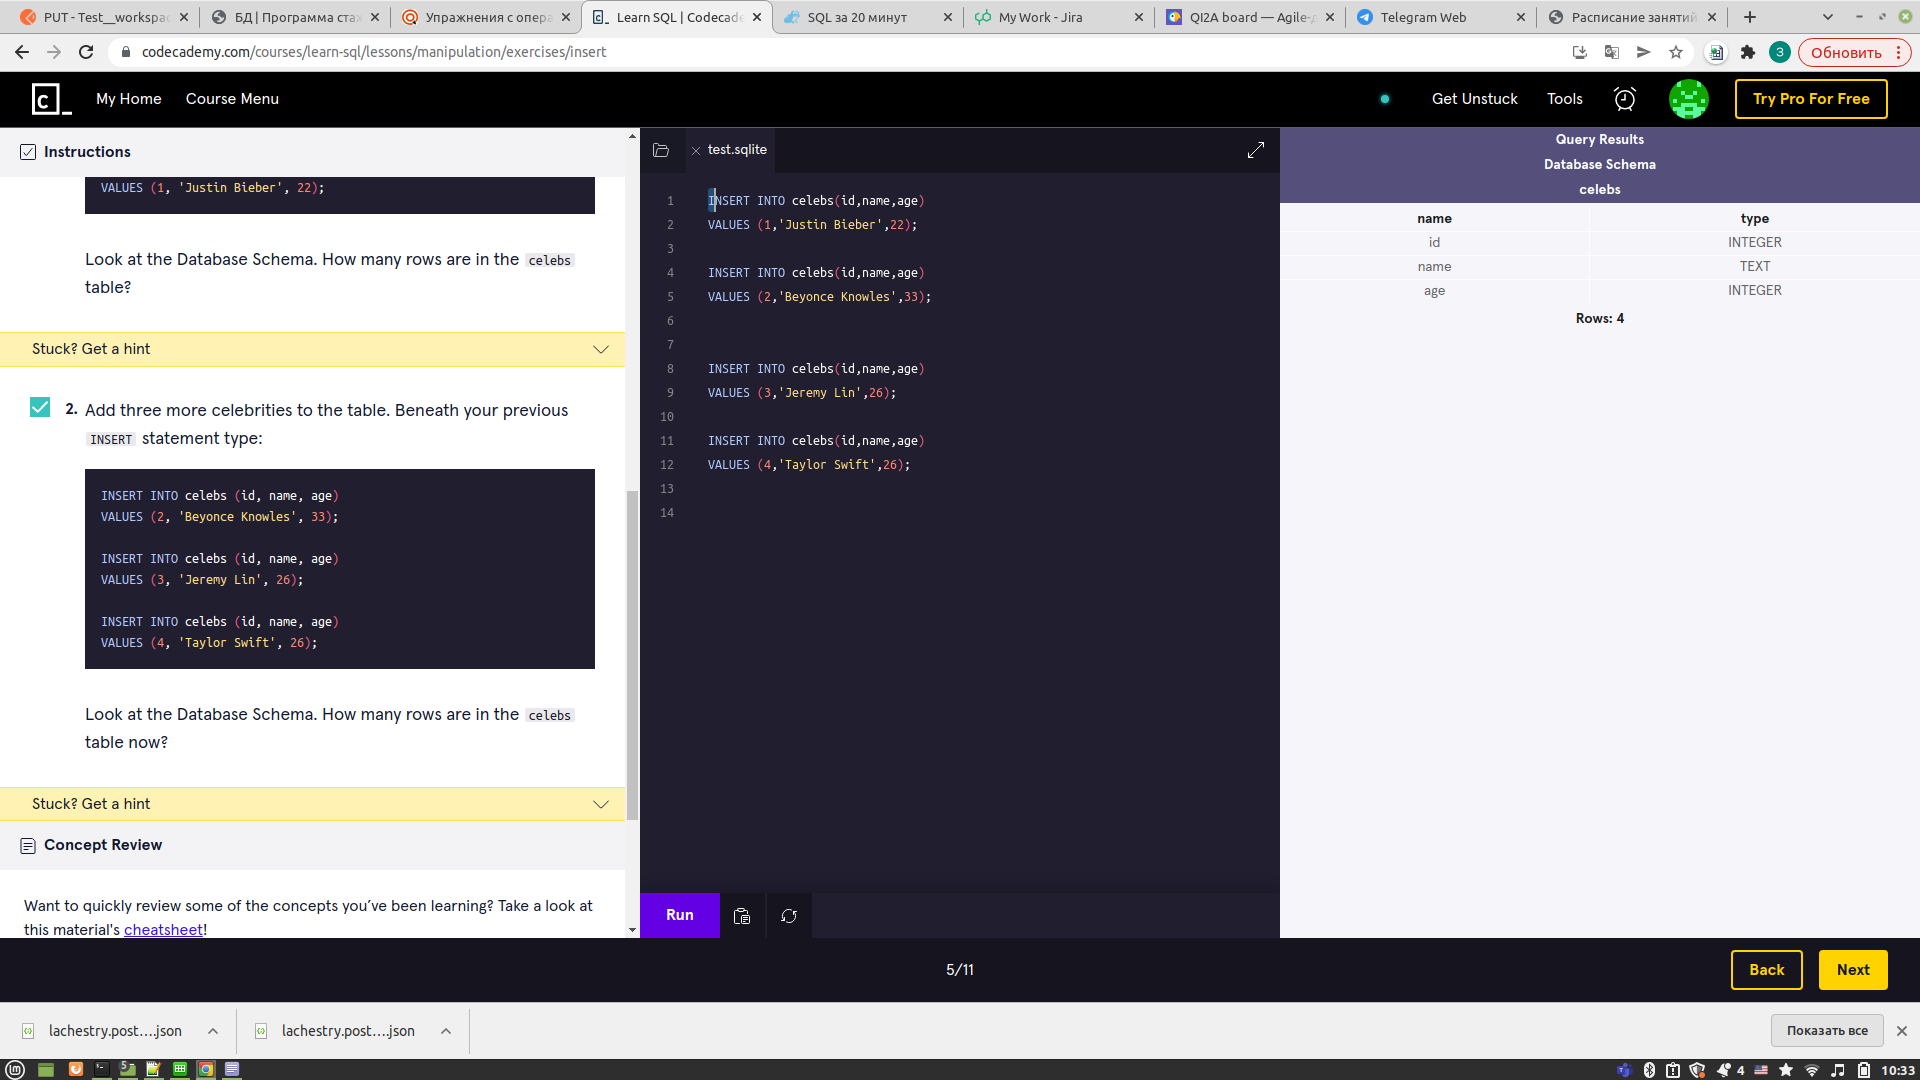 PUT - Test__workspac
БД | Программа ста
Упражнения с опер
Learn SQL | Codecade
SQL за 20 минут
My Work - Jira
QI2A board — Agile-
Telegram Web
Расписание занятий
codecademy.com/courses/learn-sql/lessons/manipulation/exercises/insert
3
Обновить
My Home
Course Menu
Get Unstuck
Tools
Try Pro For Free
Instructions
VALUES (1, 'Justin Bieber', 22);
Look at the Database Schema. How many rows are in the celebs
table?
Stuck? Get a hint
2. Add three more celebrities to the table. Beneath your previous
INSERT statement type:
INSERT INTO celebs (id, name, age)
VALUES (2, 'Beyonce Knowles', 33);
INSERT INTO celebs (id, name, age)
VALUES (3, 'Jeremy Lin', 26);
INSERT INTO celebs (id, name, age)
VALUES (4, 'Taylor Swift', 26);
Look at the Database Schema. How many rows are in the celebs
table now?
Stuck? Get a hint
Concept Review
Want to quickly review some of the concepts you’ve been learning? Take a look at
this material's cheatsheet!
test.sqlite
1 INSERT INTO celebs(id,name,age)
2 VALUES (1,'Justin Bieber',22);
3
4 INSERT INTO celebs(id,name,age)
5 VALUES (2,'Beyonce Knowles',33);
6
7
8 INSERT INTO celebs(id,name,age)
9 VALUES (3,'Jeremy Lin',26);
10
11 INSERT INTO celebs(id,name,age)
12 VALUES (4,'Taylor Swift',26);
13
14
Run
Query Results
Database Schema
celebs
name type
id INTEGER
name TEXT
age INTEGER
Rows: 4
5/11
Back
Next
lachestry.post....json
lachestry.post....json
Показать все
5
4
10:33